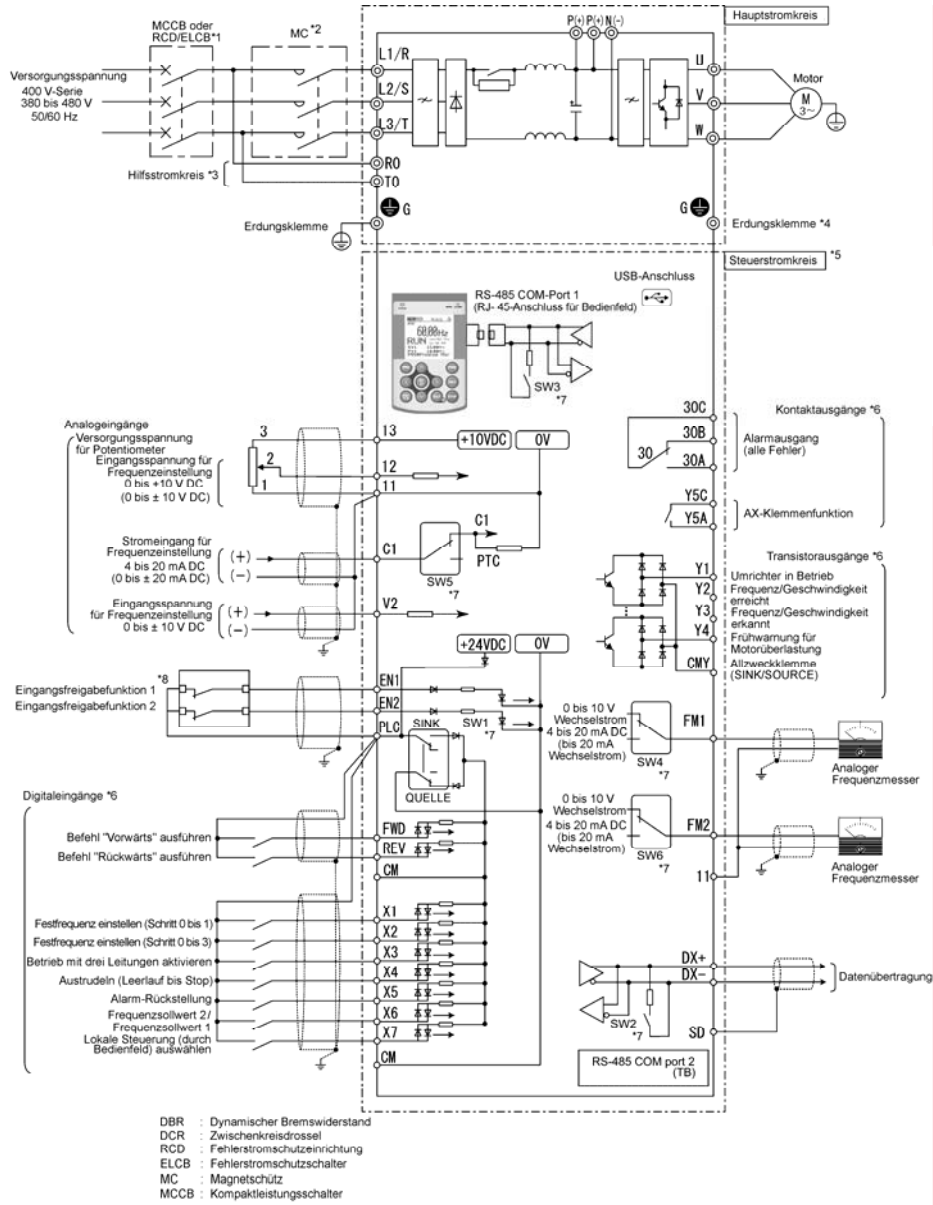 MCCB oder
RCD/ELCB*1
MC*2
P(+) P(+) N(-)
Hauptstromkreis
Versorgungsspannung
400 V-Serie
380 bis 480 V
50/60 Hz
L1/R
L2/S
L3/T
U
V
W
Motor
M
3~
R0
T0
Hilfsstromkreis *3
G
G
Erdungsklemme
Erdungsklemme *4
Steuerstromkreis
*5
USB-Anschluss
RS-485 COM-Port 1
(RJ- 45-Anschluss für Bedienfeld)
60.00Hz
RUN
SW3
*7
30C
30B
30
30A
Kontaktausgänge *6
Alarmausgang
(alle Fehler)
Y5C
Y5A
AX-Klemmenfunktion
Analogeingänge
Versorgungsspannung
für Potentiometer
Eingangsspannung für
Frequenzeinstellung
0 bis +10 V DC
(0 bis ± 10 V DC)
3
2
1
13
12
11
+10VDC
0V
Stromeingang für
Frequenzeinstellung
4 bis 20 mA DC
(0 bis ± 20 mA DC)
(+)
(−)
C1
C1
PTC
SW5
*7
Eingangsspannung
für Frequenzeinstellung
0 bis ± 10 V DC
(+)
(−)
V2
Transistorausgänge *6
Y1
Y2
Y3
Y4
CMY
Umrichter in Betrieb
Frequenz/Geschwindigkeit
erreicht
Frequenz/Geschwindigkeit
erkannt
Frühwarnung für
Motorüberlastung
Allzweckklemme
(SINK/SOURCE)
+24VDC
0V
*8
Eingangsfreigabefunktion 1
Eingangsfreigabefunktion 2
EN1
EN2
PLC
SINK
SW1
*7
QUELLE
0 bis 10 V
Wechselstrom
4 bis 20 mA DC
(bis 20 mA
Wechselstrom)
SW4
*7
FM1
Analoger
Frequenzmesser
0 bis 10 V
Wechselstrom
4 bis 20 mA DC
(bis 20 mA
Wechselstrom)
SW6
*7
FM2
11
Analoger
Frequenzmesser
Digitaleingänge *6
Befehl "Vorwärts" ausführen
Befehl "Rückwärts" ausführen
FWD
REV
CM
Festfrequenz einstellen (Schritt 0 bis 1)
Festfrequenz einstellen (Schritt 0 bis 3)
Betrieb mit drei Leitungen aktivieren
Austrudeln (Leerlauf bis Stop)
Alarm-Rückstellung
Frequenzsollwert 2/
Frequenzsollwert 1
Lokale Steuerung (durch
Bedienfeld) auswählen
X1
X2
X3
X4
X5
X6
X7
CM
DX+
DX−
SD
Datenübertragung
SW2
*7
RS-485 COM port 2
(TB)
DBR : Dynamischer Bremswiderstand
DCR : Zwischenkreisdrossel
RCD : Fehlerstromschutzeinrichtung
ELCB : Fehlerstromschutzschalter
MC : Magnetschütz
MCCB : Kompaktleistungsschalter